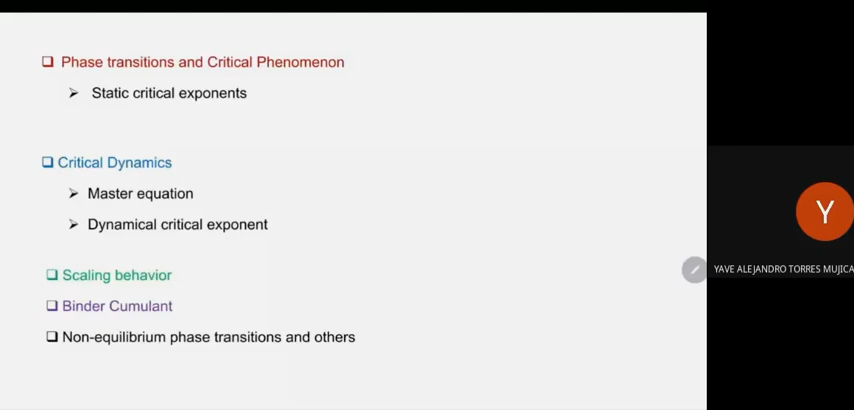 Phase transitions and Critical Phenomenon
Static critical exponents
Critical Dynamics
Master equation
Dynamical critical exponent
Scaling behavior
Binder Cumulant
Non-equilibrium phase transitions and others
Y
YAVE ALEJANDRO TORRES MUJICA